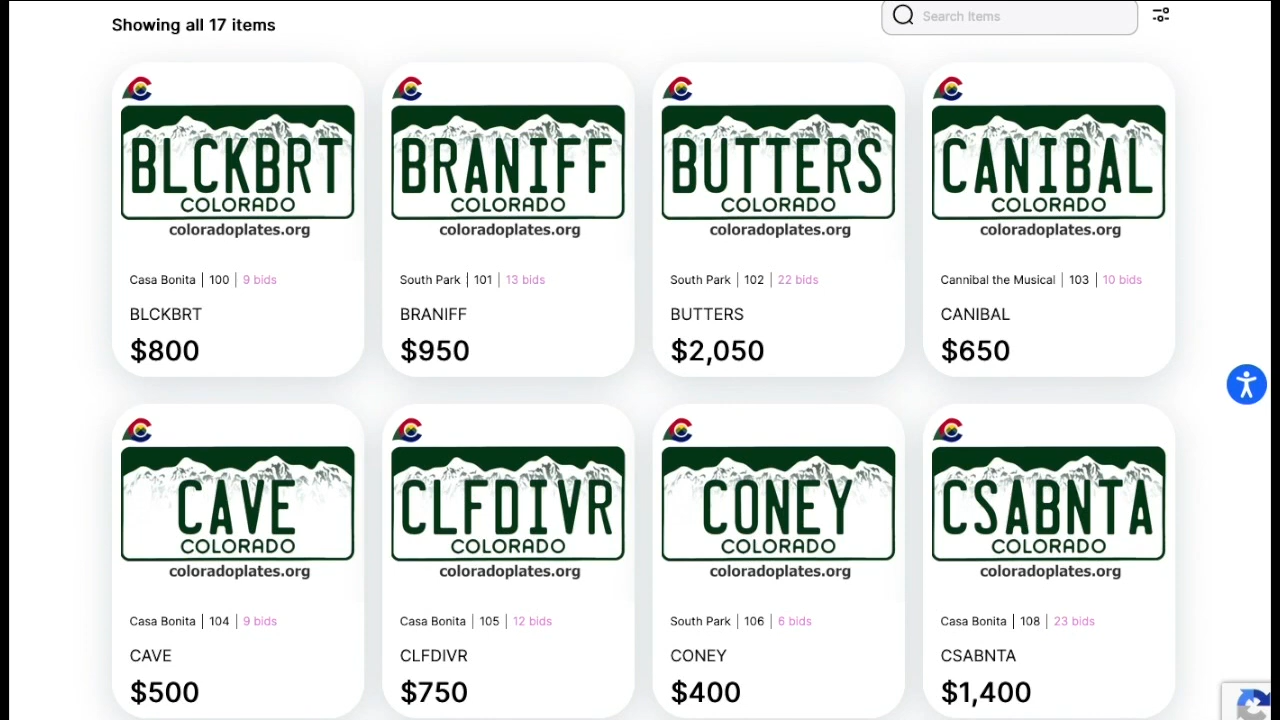 Showing all 17 items
Search Items
BLCKBRT
COLORADO
coloradoplates.org
Casa Bonita | 100 | 9 bids
BLCKBRT
$800
BRANIFF
COLORADO
coloradoplates.org
South Park | 101 | 13 bids
BRANIFF
$950
BUTTERS
COLORADO
coloradoplates.org
South Park | 102 | 22 bids
BUTTERS
$2,050
CANIBAL
COLORADO
coloradoplates.org
Cannibal the Musical | 103 | 10 bids
CANIBAL
$650
CAVE
COLORADO
coloradoplates.org
Casa Bonita | 104 | 9 bids
CAVE
$500
CLFDIVR
COLORADO
coloradoplates.org
Casa Bonita | 105 | 12 bids
CLFDIVR
$750
CONEY
COLORADO
coloradoplates.org
South Park | 106 | 6 bids
CONEY
$400
CSABNTA
COLORADO
coloradoplates.org
Casa Bonita | 108 | 23 bids
CSABNTA
$1,400